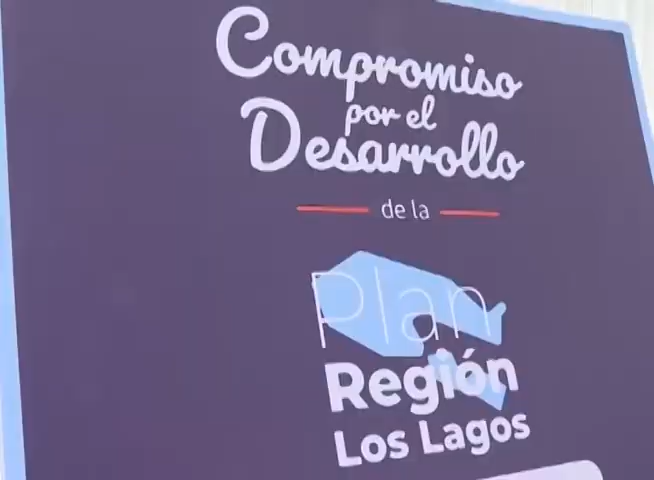 Compromiso
por el
Desarrollo
de la
Plan
Región
Los Lagos